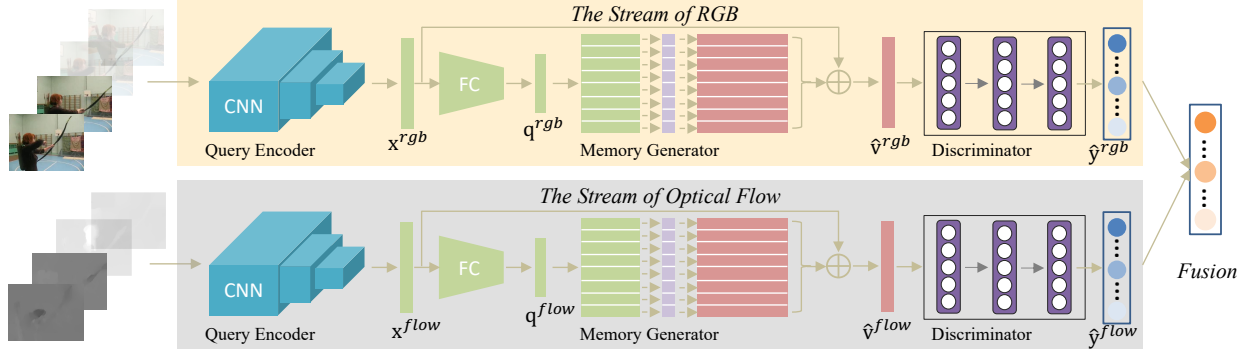 The Stream of RGB
CNN
FC
Query Encoder
x^rgb
q^rgb
Memory Generator
v̂^rgb
Discriminator
ŷ^rgb
The Stream of Optical Flow
CNN
FC
Query Encoder
x^flow
q^flow
Memory Generator
v̂^flow
Discriminator
ŷ^flow
Fusion